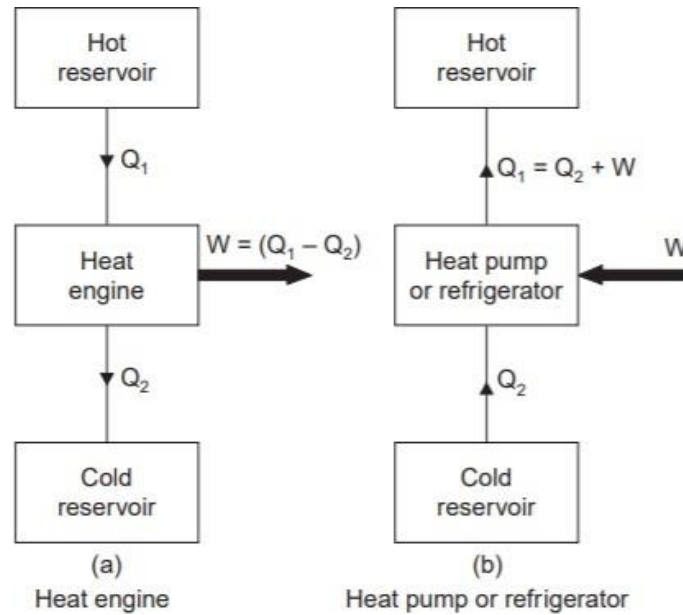 Hot
reservoir
Q₁
Heat
engine
W = (Q₁ – Q₂)
Q₂
Cold
reservoir
(a)
Heat engine
Hot
reservoir
Q₁ = Q₂ + W
Heat pump
or refrigerator
W
Q₂
Cold
reservoir
(b)
Heat pump or refrigerator